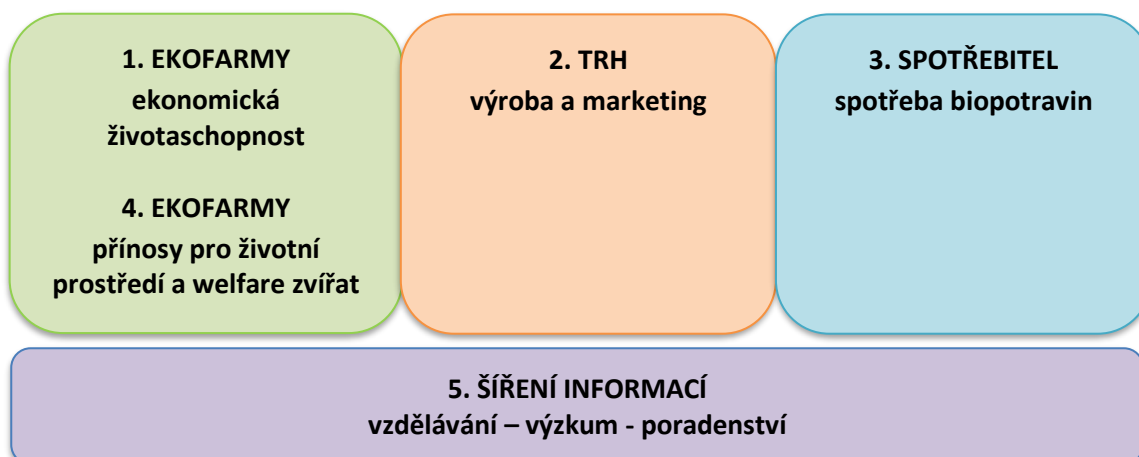 1. EKOFARMY
ekonomická
životaschopnost
4. EKOFARMY
přínosy pro životní
prostředí a welfare zvířat
2. TRH
výroba a marketing
3. SPOTŘEBITEL
spotřeba biopotravin
5. ŠÍŘENÍ INFORMACÍ
vzdělávání – výzkum - poradenství